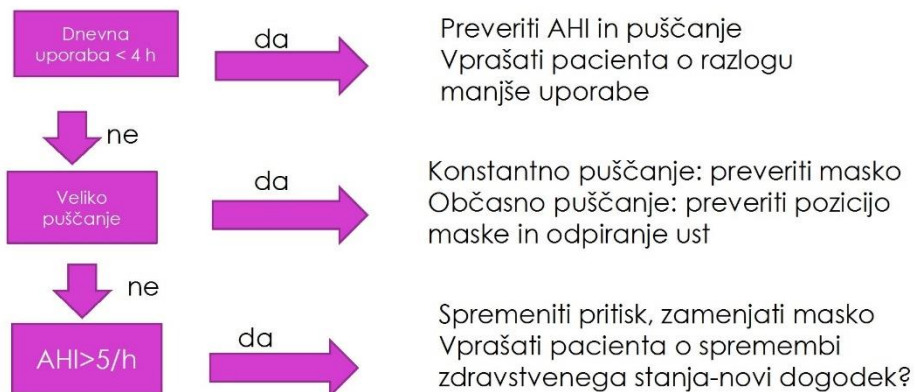 Dnevna
uporaba < 4 h
da
Preveriti AHI in puščanje
Vprašati pacienta o razlogu
manjše uporabe
ne
Veliko
puščanje
da
Konstantno puščanje: preveriti masko
Občasno puščanje: preveriti pozicijo
maske in odpiranje ust
ne
AHI>5/h
da
Spremeniti pritisk, zamenjati masko
Vprašati pacienta o spremembi
zdravstvenega stanja-novi dogodek?